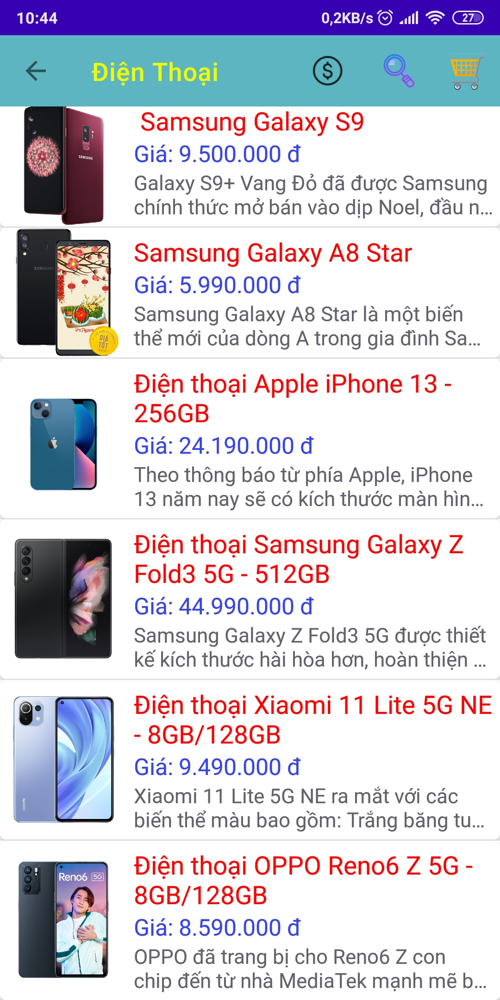 10:44
0,2KB/s
27
Điện Thoại
Samsung Galaxy S9
Giá: 9.500.000 đ
Galaxy S9+ Vang Đỏ đã được Samsung
chính thức mở bán vào dịp Noel, đầu n...
SAMSUNG
Samsung Galaxy A8 Star
Giá: 5.990.000 đ
Samsung Galaxy A8 Star là một biến
thể mới của dòng A trong gia đình Sa...
SAMSUNG
THẾ GIỚI DI ĐỘNG
GIÁ
TỐT
Điện thoại Apple iPhone 13 -
256GB
Giá: 24.190.000 đ
Theo thông báo từ phía Apple, iPhone
13 năm nay sẽ có kích thước màn hìn...
Điện thoại Samsung Galaxy Z
Fold3 5G - 512GB
Giá: 44.990.000 đ
Samsung Galaxy Z Fold3 5G được thiết
kế kích thước hài hòa hơn, hoàn thiện ...
Điện thoại Xiaomi 11 Lite 5G NE
- 8GB/128GB
Giá: 9.490.000 đ
Xiaomi 11 Lite 5G NE ra mắt với các
biến thể màu bao gồm: Trắng băng tu...
xiaomi
Điện thoại OPPO Reno6 Z 5G -
8GB/128GB
Giá: 8.590.000 đ
OPPO đã trang bị cho Reno6 Z con
chip đến từ nhà MediaTek mạnh mẽ b...
Reno6 5G